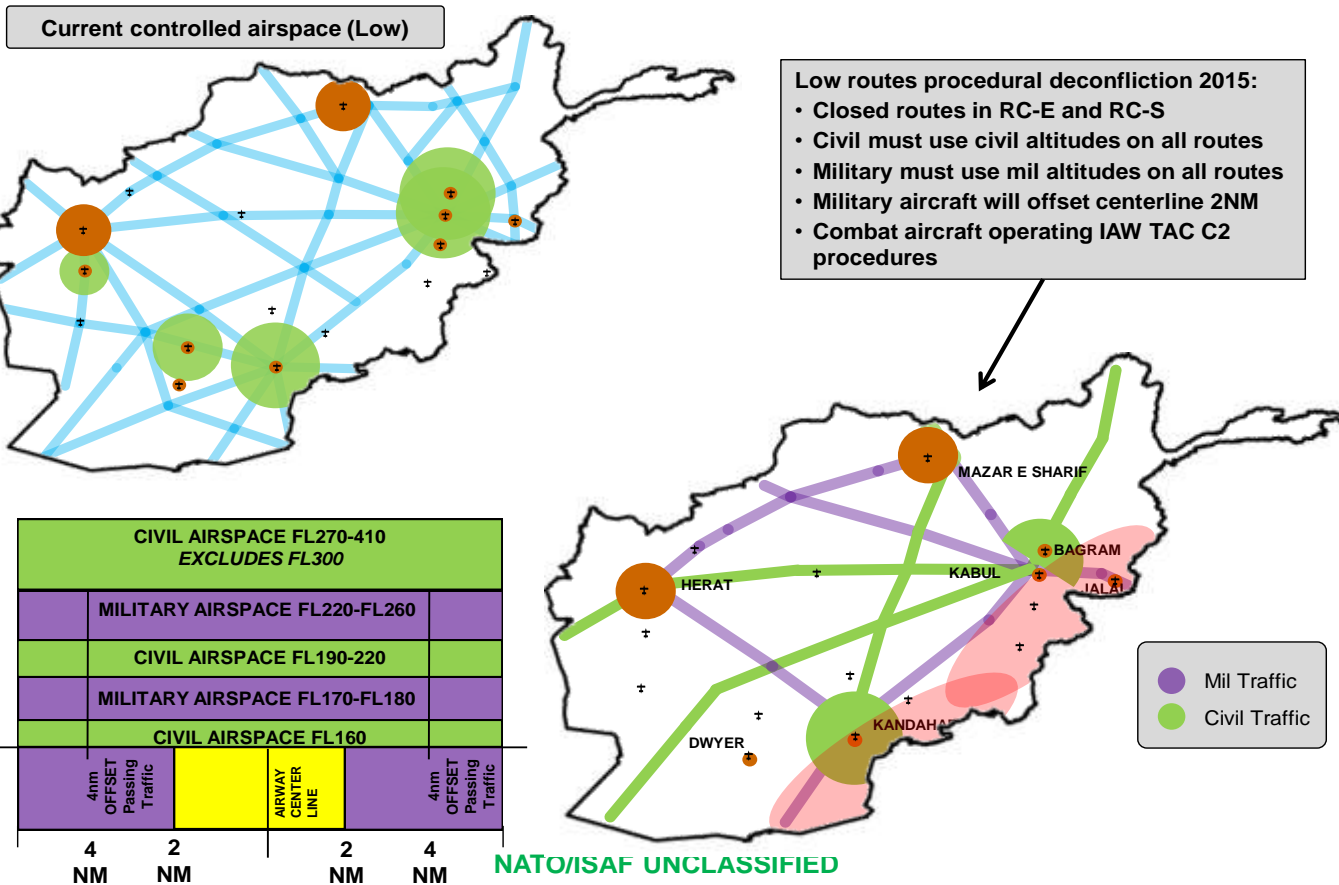 Current controlled airspace (Low)
Low routes procedural deconfliction 2015:
• Closed routes in RC-E and RC-S
• Civil must use civil altitudes on all routes
• Military must use mil altitudes on all routes
• Military aircraft will offset centerline 2NM
• Combat aircraft operating IAW TAC C2
procedures
MAZAR E SHARIF
BAGRAM
KABUL
JALAL
HERAT
KANDAHAR
DWYER
CIVIL AIRSPACE FL270-410
EXCLUDES FL300
MILITARY AIRSPACE FL220-FL260
CIVIL AIRSPACE FL190-220
MILITARY AIRSPACE FL170-FL180
CIVIL AIRSPACE FL160
4nm
OFFSET
Passing
Traffic
AIRWAY
CENTER
LINE
4nm
OFFSET
Passing
Traffic
4
NM
2
NM
2
NM
4
NM
Mil Traffic
Civil Traffic
NATO/ISAF UNCLASSIFIED